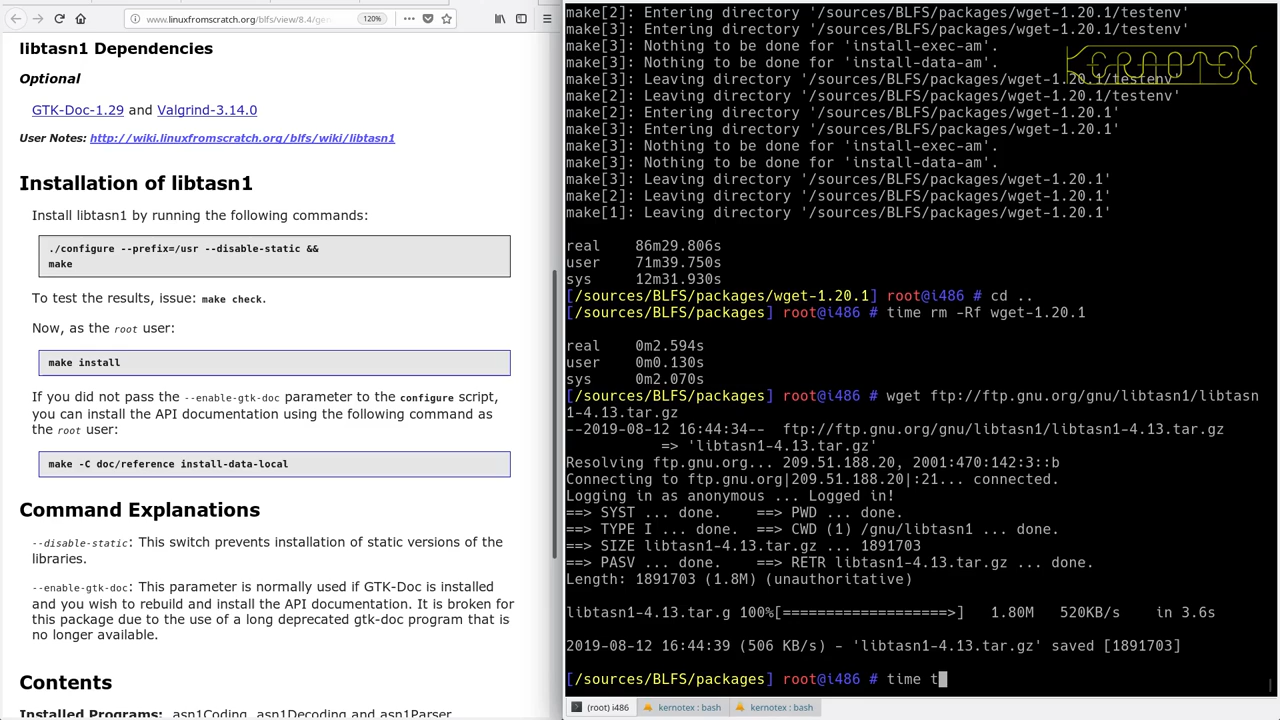 www.linuxfromscratch.org/blfs/view/8.4/gen
120%
libtasn1 Dependencies
Optional
GTK-Doc-1.29 and Valgrind-3.14.0
User Notes: http://wiki.linuxfromscratch.org/blfs/wiki/libtasn1
Installation of libtasn1
Install libtasn1 by running the following commands:
./configure --prefix=/usr --disable-static &&
make
To test the results, issue: make check.
Now, as the root user:
make install
If you did not pass the --enable-gtk-doc parameter to the configure script,
you can install the API documentation using the following command as
the root user:
make -C doc/reference install-data-local
Command Explanations
--disable-static: This switch prevents installation of static versions of the
libraries.
--enable-gtk-doc: This parameter is normally used if GTK-Doc is installed
and you wish to rebuild and install the API documentation. It is broken for
this package due to the use of a long deprecated gtk-doc program that is
no longer available.
Contents
Installed Programs: asn1Coding, asn1Decoding and asn1Parser
make[2]: Entering directory '/sources/BLFS/packages/wget-1.20.1/testenv'
make[3]: Entering directory '/sources/BLFS/packages/wget-1.20.1/testenv'
make[3]: Nothing to be done for 'install-exec-am'.
make[3]: Nothing to be done for 'install-data-am'.
make[3]: Leaving directory '/sources/BLFS/packages/wget-1.20.1/testenv'
make[2]: Leaving directory '/sources/BLFS/packages/wget-1.20.1/testenv'
make[2]: Entering directory '/sources/BLFS/packages/wget-1.20.1'
make[3]: Entering directory '/sources/BLFS/packages/wget-1.20.1'
make[3]: Nothing to be done for 'install-exec-am'.
make[3]: Nothing to be done for 'install-data-am'.
make[3]: Leaving directory '/sources/BLFS/packages/wget-1.20.1'
make[2]: Leaving directory '/sources/BLFS/packages/wget-1.20.1'
make[1]: Leaving directory '/sources/BLFS/packages/wget-1.20.1'
real 86m29.806s
user 71m39.750s
sys 12m31.930s
[/sources/BLFS/packages/wget-1.20.1] root@i486 # cd ..
[/sources/BLFS/packages] root@i486 # time rm -Rf wget-1.20.1
real 0m2.594s
user 0m0.130s
sys 0m2.070s
[/sources/BLFS/packages] root@i486 # wget ftp://ftp.gnu.org/gnu/libtasn1/libtasn
1-4.13.tar.gz
--2019-08-12 16:44:34-- ftp://ftp.gnu.org/gnu/libtasn1/libtasn1-4.13.tar.gz
=> 'libtasn1-4.13.tar.gz'
Resolving ftp.gnu.org... 209.51.188.20, 2001:470:142:3::b
Connecting to ftp.gnu.org|209.51.188.20|:21... connected.
Logging in as anonymous ... Logged in!
==> SYST ... done. ==> PWD ... done.
==> TYPE I ... done. ==> CWD (1) /gnu/libtasn1 ... done.
==> SIZE libtasn1-4.13.tar.gz ... 1891703
==> PASV ... done. ==> RETR libtasn1-4.13.tar.gz ... done.
Length: 1891703 (1.8M) (unauthoritative)
libtasn1-4.13.tar.g 100%[===================>] 1.80M 520KB/s in 3.6s
2019-08-12 16:44:39 (506 KB/s) - 'libtasn1-4.13.tar.gz' saved [1891703]
[/sources/BLFS/packages] root@i486 # time t
KERNOTEX
(root) i486
kernotex : bash
kernotex : bash